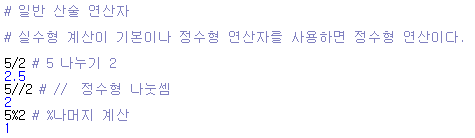 # 일반 산술 연산자
# 실수형 계산이 기본이나 정수형 연산자를 사용하면 정수형 연산이다.
5/2 # 5 나누기 2
2.5
5//2 # // 정수형 나눗셈
2
5%2 # %나머지 계산
1